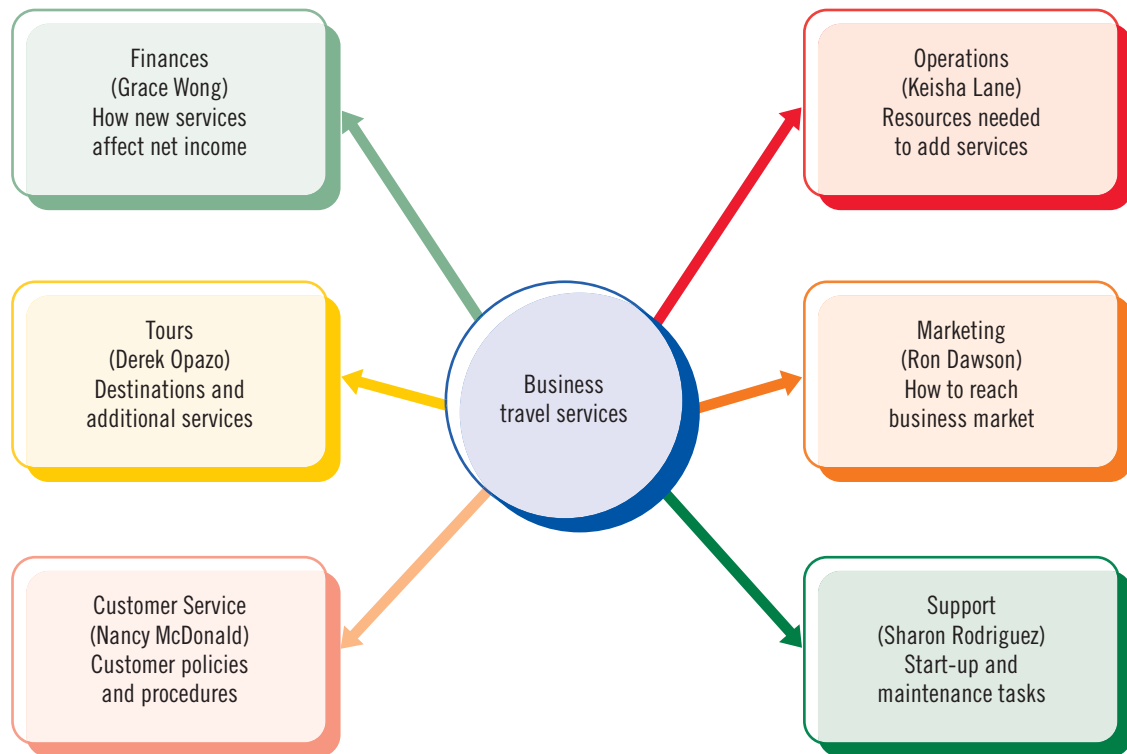 Finances
(Grace Wong)
How new services
affect net income
Operations
(Keisha Lane)
Resources needed
to add services
Tours
(Derek Opazo)
Destinations and
additional services
Business
travel services
Marketing
(Ron Dawson)
How to reach
business market
Customer Service
(Nancy McDonald)
Customer policies
and procedures
Support
(Sharon Rodriguez)
Start-up and
maintenance tasks